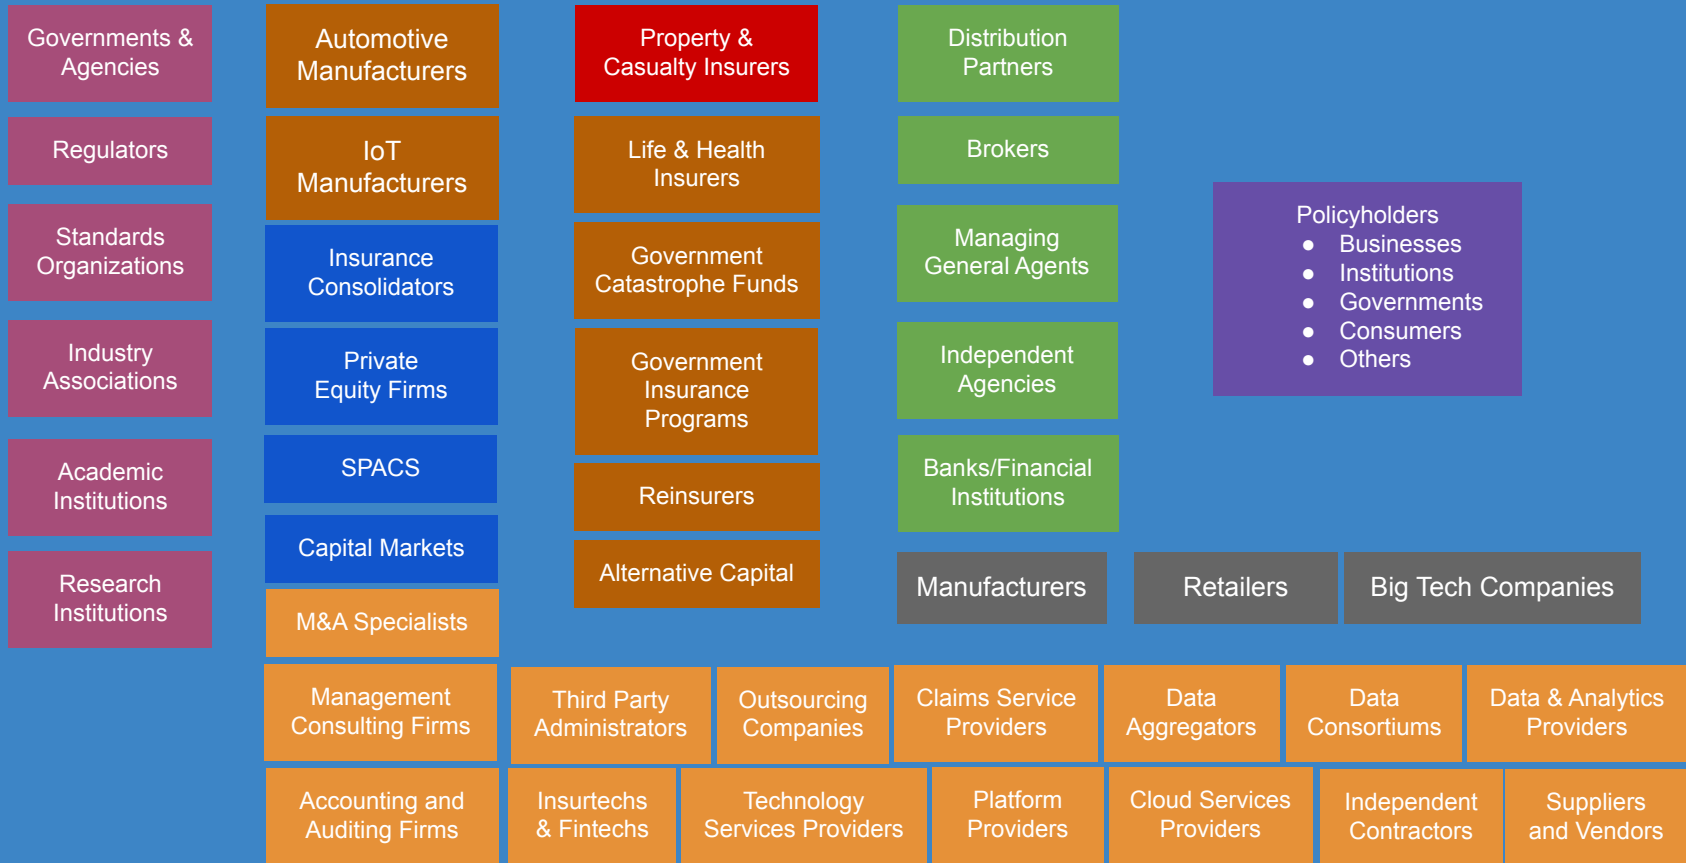 Governments &
Agencies
Regulators
Standards
Organizations
Industry
Associations
Academic
Institutions
Research
Institutions
Automotive
Manufacturers
IoT
Manufacturers
Insurance
Consolidators
Private
Equity Firms
SPACS
Capital Markets
M&A Specialists
Management
Consulting Firms
Accounting and
Auditing Firms
Property &
Casualty Insurers
Life & Health
Insurers
Government
Catastrophe Funds
Government
Insurance
Programs
Reinsurers
Alternative Capital
Distribution
Partners
Brokers
Managing
General Agents
Independent
Agencies
Banks/Financial
Institutions
Policyholders
● Businesses
● Institutions
● Governments
● Consumers
● Others
Manufacturers
Retailers
Big Tech Companies
Third Party
Administrators
Outsourcing
Companies
Claims Service
Providers
Data
Aggregators
Data
Consortiums
Data & Analytics
Providers
Insurtechs
& Fintechs
Technology
Services Providers
Platform
Providers
Cloud Services
Providers
Independent
Contractors
Suppliers
and Vendors